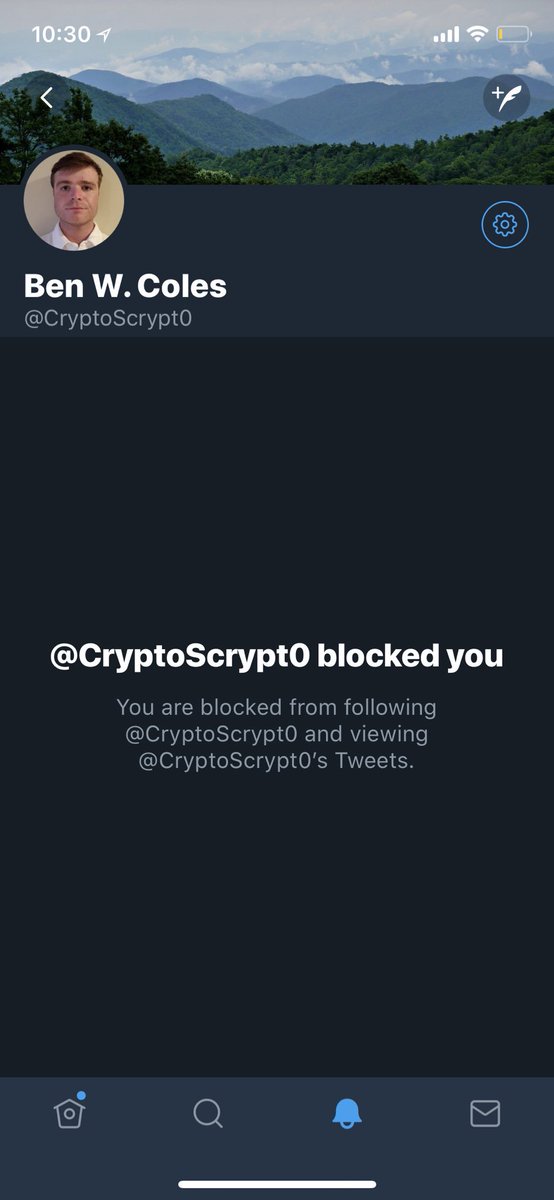 10:30
Ben W. Coles
@CryptoScrypt0
@CryptoScrypt0 blocked you
You are blocked from following
@CryptoScrypt0 and viewing
@CryptoScrypt0’s Tweets.